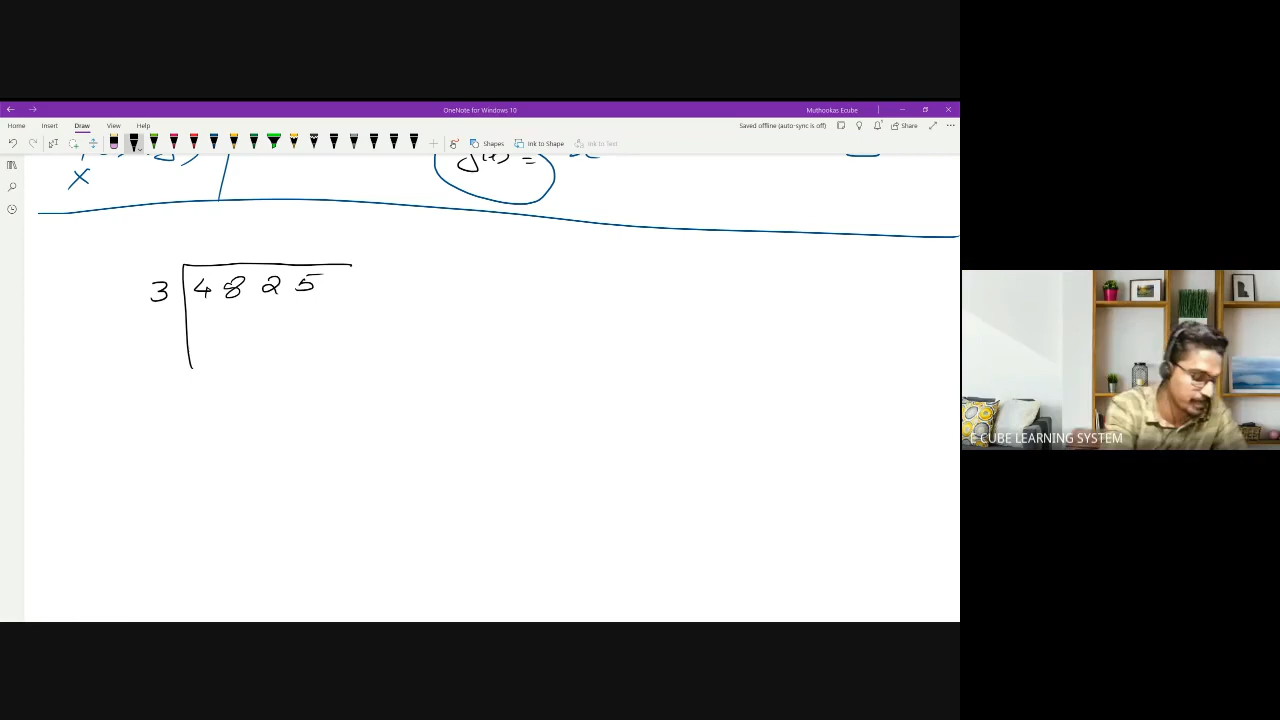 OneNote for Windows 10
Muthookas Ecube
Home Insert Draw View Help
Saved offline (auto-sync is off)
Share
Shapes
Ink to Shape
Ink to Text
x
3 4 8 2 5
E CUBE LEARNING SYSTEM